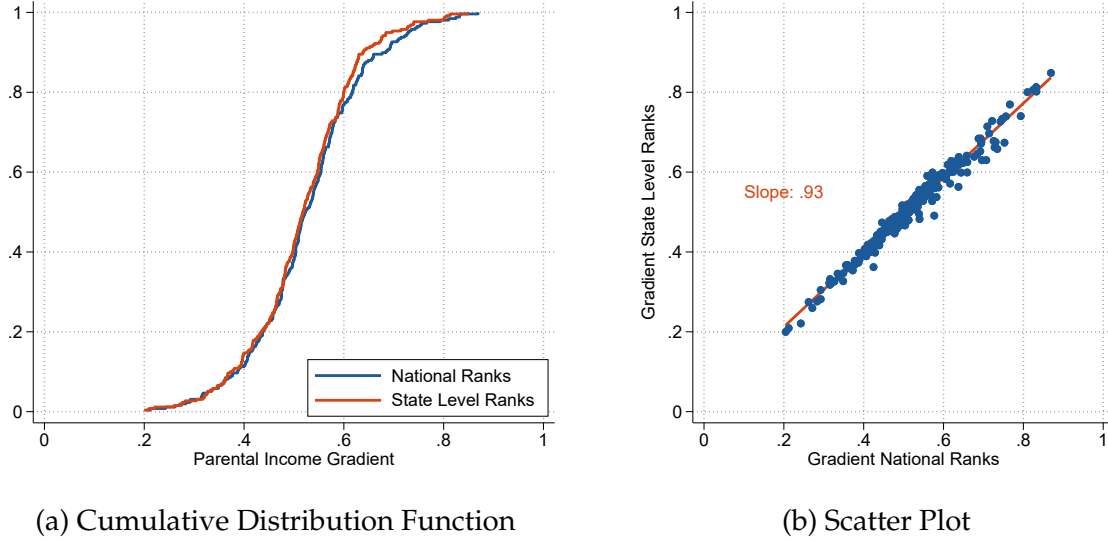 1
.8
.6
.4
.2
0
National Ranks
State Level Ranks
0 .2 .4 .6 .8 1
Parental Income Gradient
(a) Cumulative Distribution Function
Gradient State Level Ranks
1
.8
.6
.4
.2
0
Slope: .93
0 .2 .4 .6 .8 1
Gradient National Ranks
(b) Scatter Plot